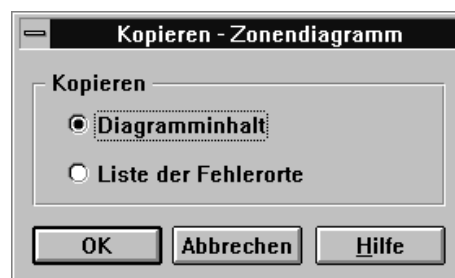 Kopieren - Zonendiagramm
Kopieren
Diagramminhalt
Liste der Fehlerorte
OK Abbrechen Hilfe